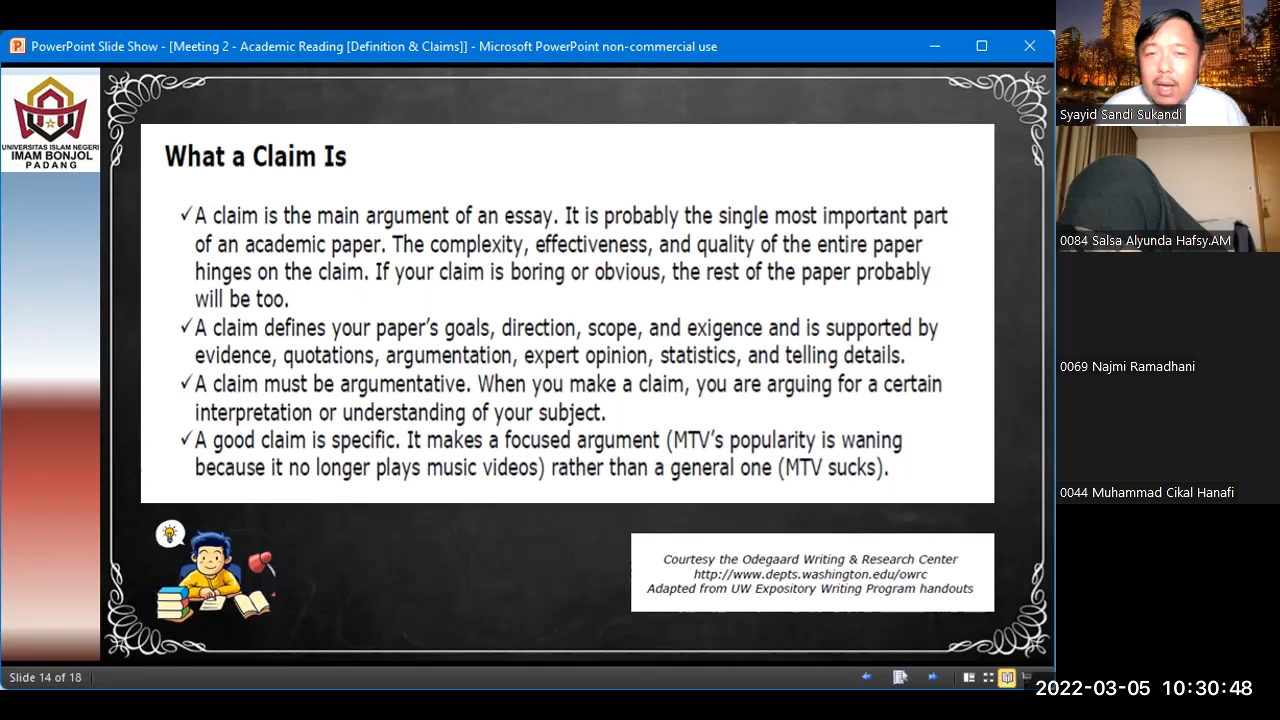 PowerPoint Slide Show - [Meeting 2 - Academic Reading [Definition & Claims]] - Microsoft PowerPoint non-commercial use
UNIVERSITAS ISLAM NEGERI
IMAM BONJOL
PADANG
What a Claim Is
✓A claim is the main argument of an essay. It is probably the single most important part
of an academic paper. The complexity, effectiveness, and quality of the entire paper
hinges on the claim. If your claim is boring or obvious, the rest of the paper probably
will be too.
✓A claim defines your paper's goals, direction, scope, and exigence and is supported by
evidence, quotations, argumentation, expert opinion, statistics, and telling details.
✓A claim must be argumentative. When you make a claim, you are arguing for a certain
interpretation or understanding of your subject.
✓A good claim is specific. It makes a focused argument (MTV's popularity is waning
because it no longer plays music videos) rather than a general one (MTV sucks).
Courtesy the Odegaard Writing & Research Center
http://www.depts.washington.edu/owrc
Adapted from UW Expository Writing Program handouts
Slide 14 of 18
Syayid Sandi Sukandi
0084 Salsa Alyunda Hafsy.AM
0069 Najmi Ramadhani
0044 Muhammad Cikal Hanafi
2022-03-05 10:30:48